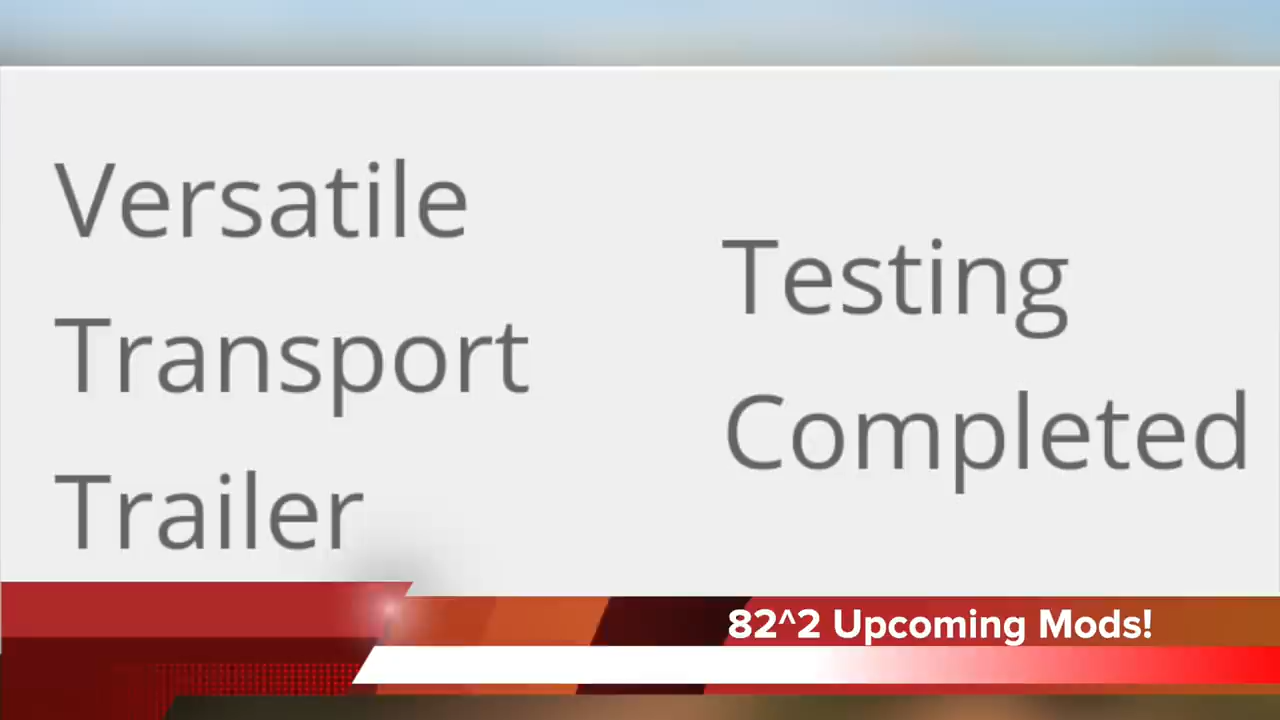 Versatile
Transport
Trailer
Testing
Completed
82^2 Upcoming Mods!